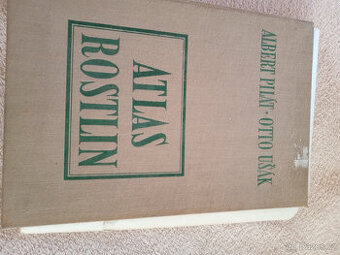 ALBERT PILÁT-OTTO UŠÁK
ATLAS
ROSTLIN